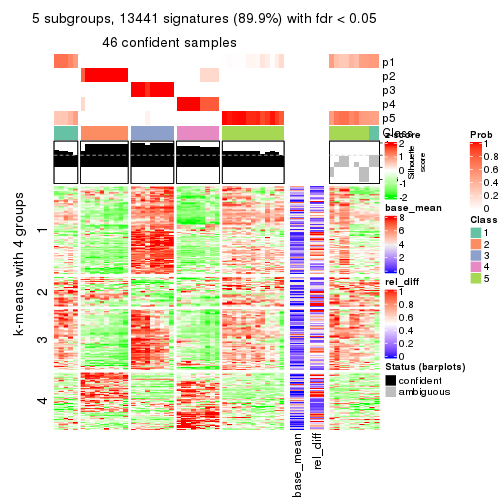 5 subgroups, 13441 signatures (89.9%) with fdr < 0.05
46 confident samples
p1
p2
p3
p4
p5
Class
z-score
2
1
0
-1
-2
Silhouette
score
base_mean
8
6
4
2
0
rel_diff
1
0.8
0.6
0.4
0.2
0
Status (barplots)
confident
ambiguous
Prob
1
0.8
0.6
0.4
0.2
0
Class
1
2
3
4
5
k-means with 4 groups
1
2
3
4
base_mean
rel_diff